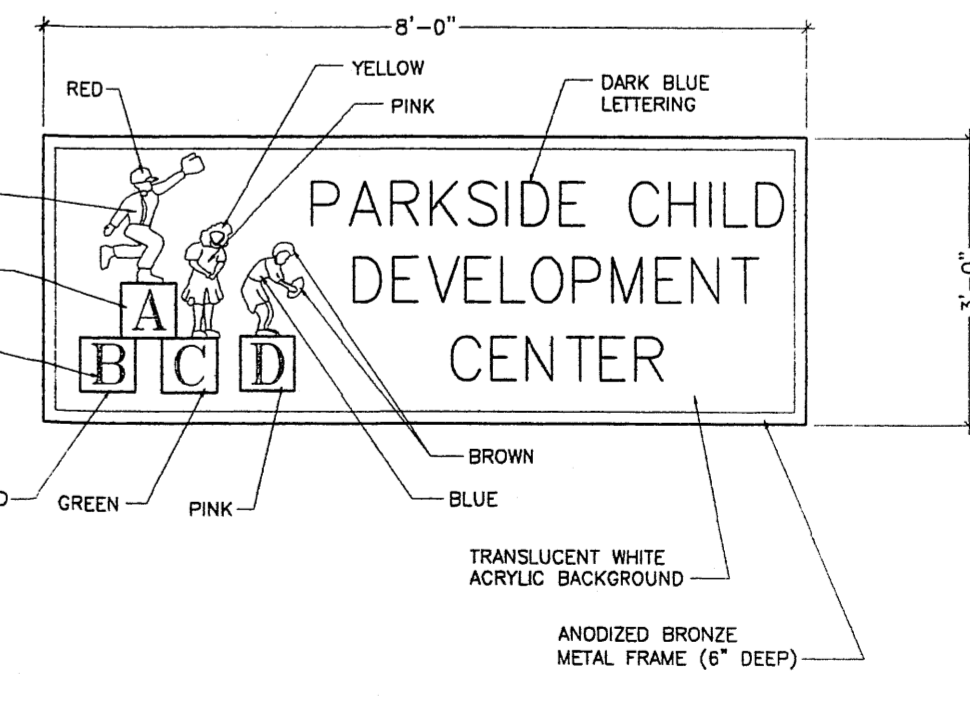 8'-0"
YELLOW
RED
PINK
DARK BLUE
LETTERING
PARKSIDE CHILD
DEVELOPMENT
CENTER
3'-0"
A
B C D
BROWN
BLUE
GREEN
PINK
TRANSLUCENT WHITE
ACRYLIC BACKGROUND
ANODIZED BRONZE
METAL FRAME (6" DEEP)